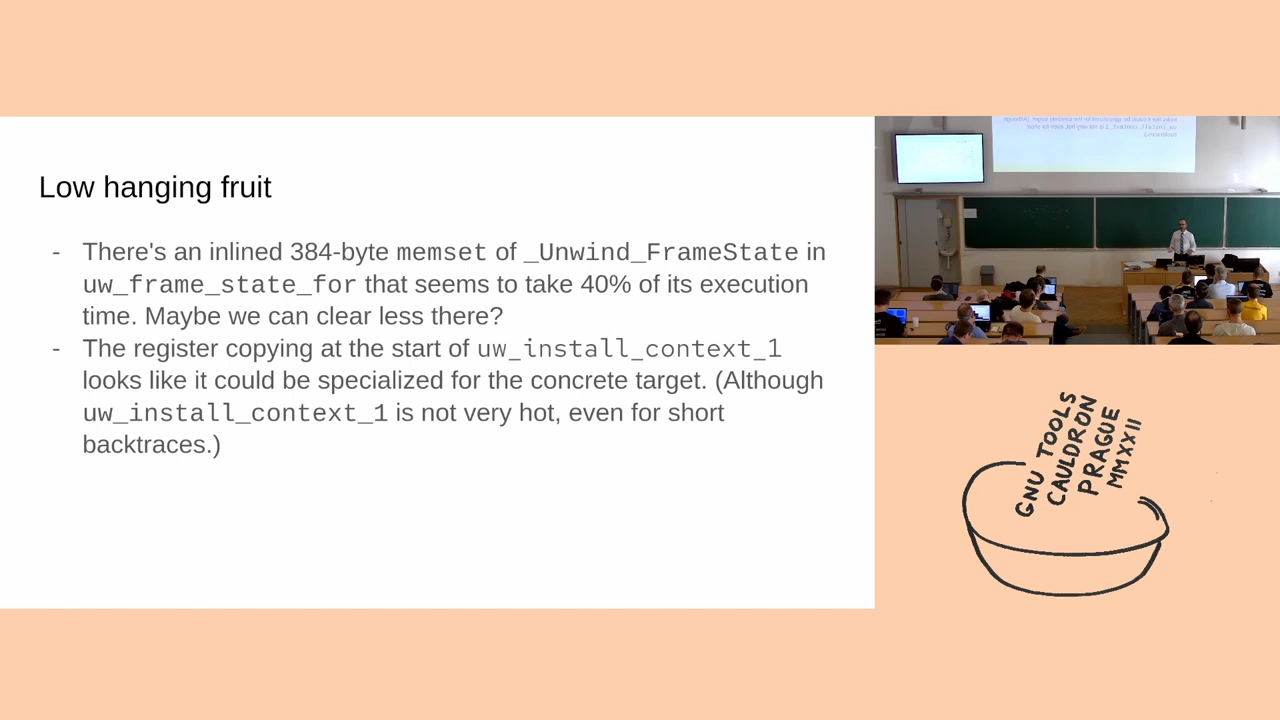 Low hanging fruit
- There's an inlined 384-byte memset of _Unwind_FrameState in
uw_frame_state_for that seems to take 40% of its execution
time. Maybe we can clear less there?
- The register copying at the start of uw_install_context_1
looks like it could be specialized for the concrete target. (Although
uw_install_context_1 is not very hot, even for short
backtraces.)
GNU TOOLS
CAULDRON
PRAGUE
MMXXII